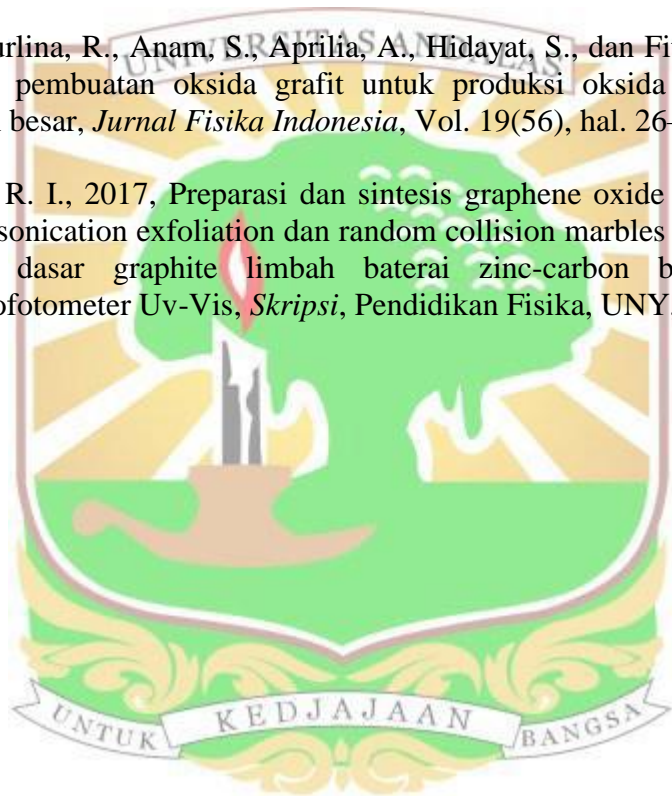 UNIVERSITAS ANDALAS
urlina, R., Anam, S., Aprilia, A., Hidayat, S., dan Fi
pembuatan oksida grafit untuk produksi oksida
besar, Jurnal Fisika Indonesia, Vol. 19(56), hal. 26-
R. I., 2017, Preparasi dan sintesis graphene oxide
sonication exfoliation dan random collision marbles
dasar graphite limbah baterai zinc-carbon b
ofotometer Uv-Vis, Skripsi, Pendidikan Fisika, UNY.
UNTUK KEDJAJAAN BANGSA